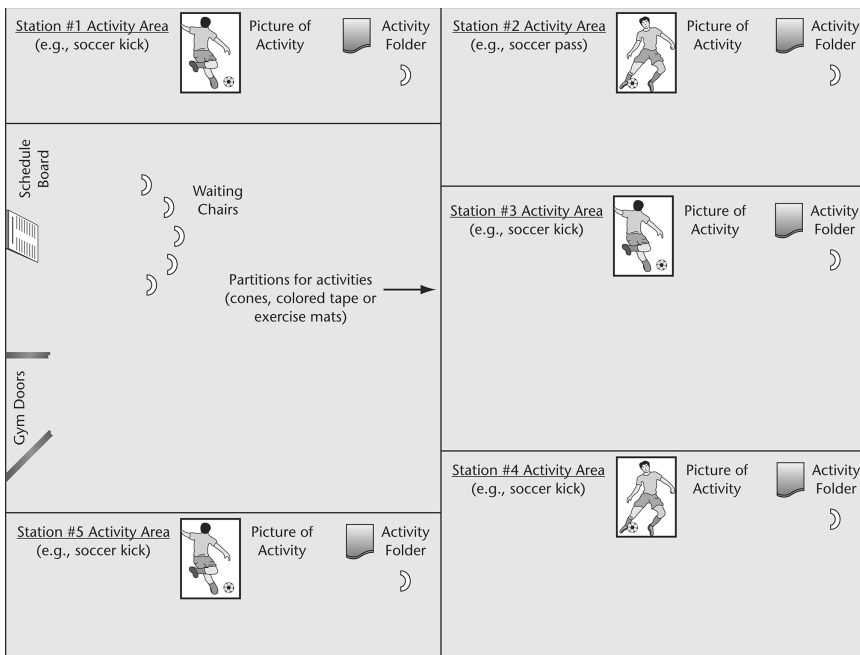 Station #1 Activity Area
(e.g., soccer kick)
Picture of
Activity
Activity
Folder
Station #2 Activity Area
(e.g., soccer pass)
Picture of
Activity
Activity
Folder
Schedule
Board
Waiting
Chairs
Partitions for activities
(cones, colored tape or
exercise mats)
Station #3 Activity Area
(e.g., soccer kick)
Picture of
Activity
Activity
Folder
Gym Doors
Station #4 Activity Area
(e.g., soccer kick)
Picture of
Activity
Activity
Folder
Station #5 Activity Area
(e.g., soccer kick)
Picture of
Activity
Activity
Folder